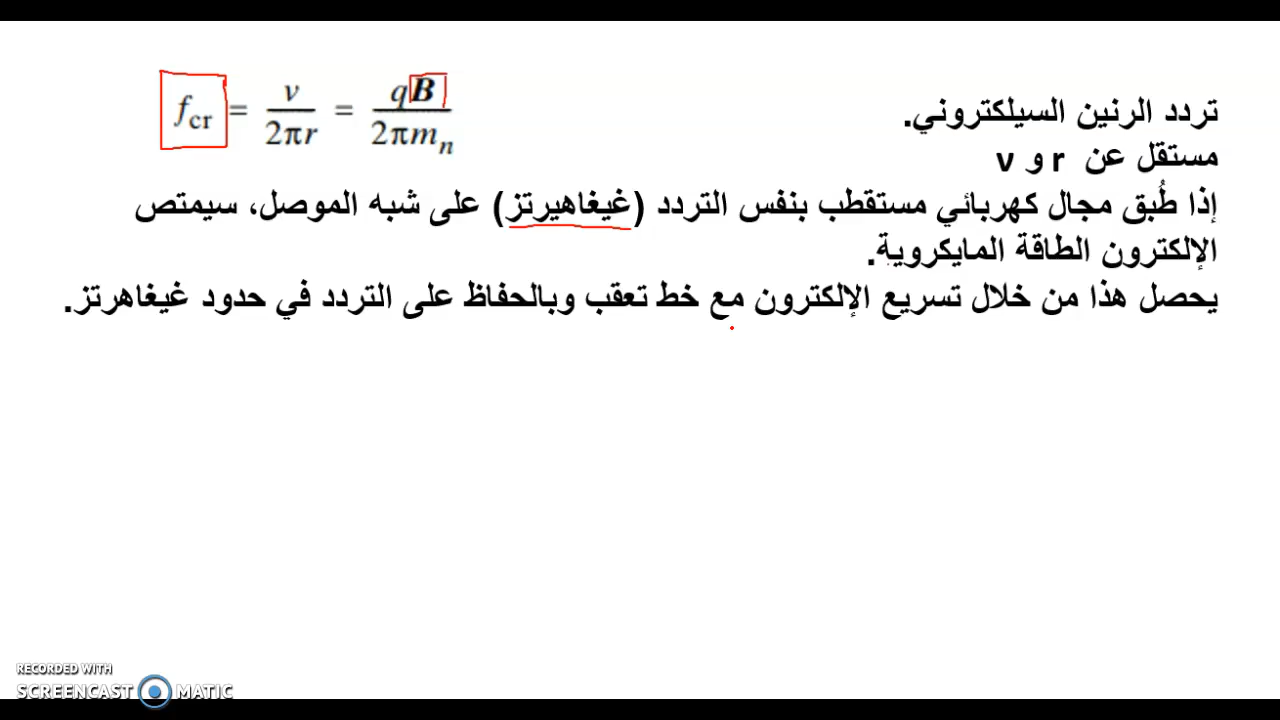 f_cr = v / 2πr = qB / 2πm_n
تردد الرنين السيلكتروني.
مستقل عن r و v
إذا طُبق مجال كهربائي مستقطب بنفس التردد (غيغاهيرتز) على شبه الموصل، سيمتص
الإلكترون الطاقة المايكروية.
يحصل هذا من خلال تسريع الإلكترون مع خط تعقب وبالحفاظ على التردد في حدود غيغاهرتز.
RECORDED WITH
SCREENCAST MATIC